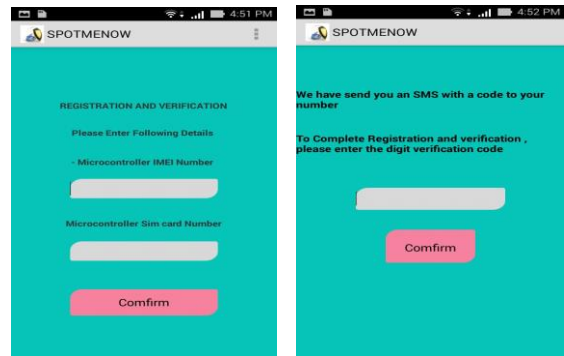 4:51 PM
SPOTMENOW
REGISTRATION AND VERIFICATION
Please Enter Following Details
- Microcontroller IMEI Number
Microcontroller Sim card Number
Comfirm
4:52 PM
SPOTMENOW
We have send you an SMS with a code to your
number
To Complete Registration and verification ,
please enter the digit verification code
Comfirm